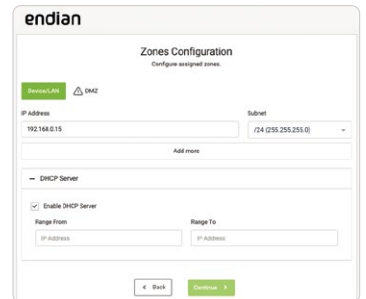 endian
Zones Configuration
Configure assigned zones.
Device/LAN DMZ
IP Address Subnet
192.168.0.15 /24 (255.255.255.0)
Add more
DHCP Server
Enable DHCP Server
Range From Range To
IP Address IP Address
Back Continue